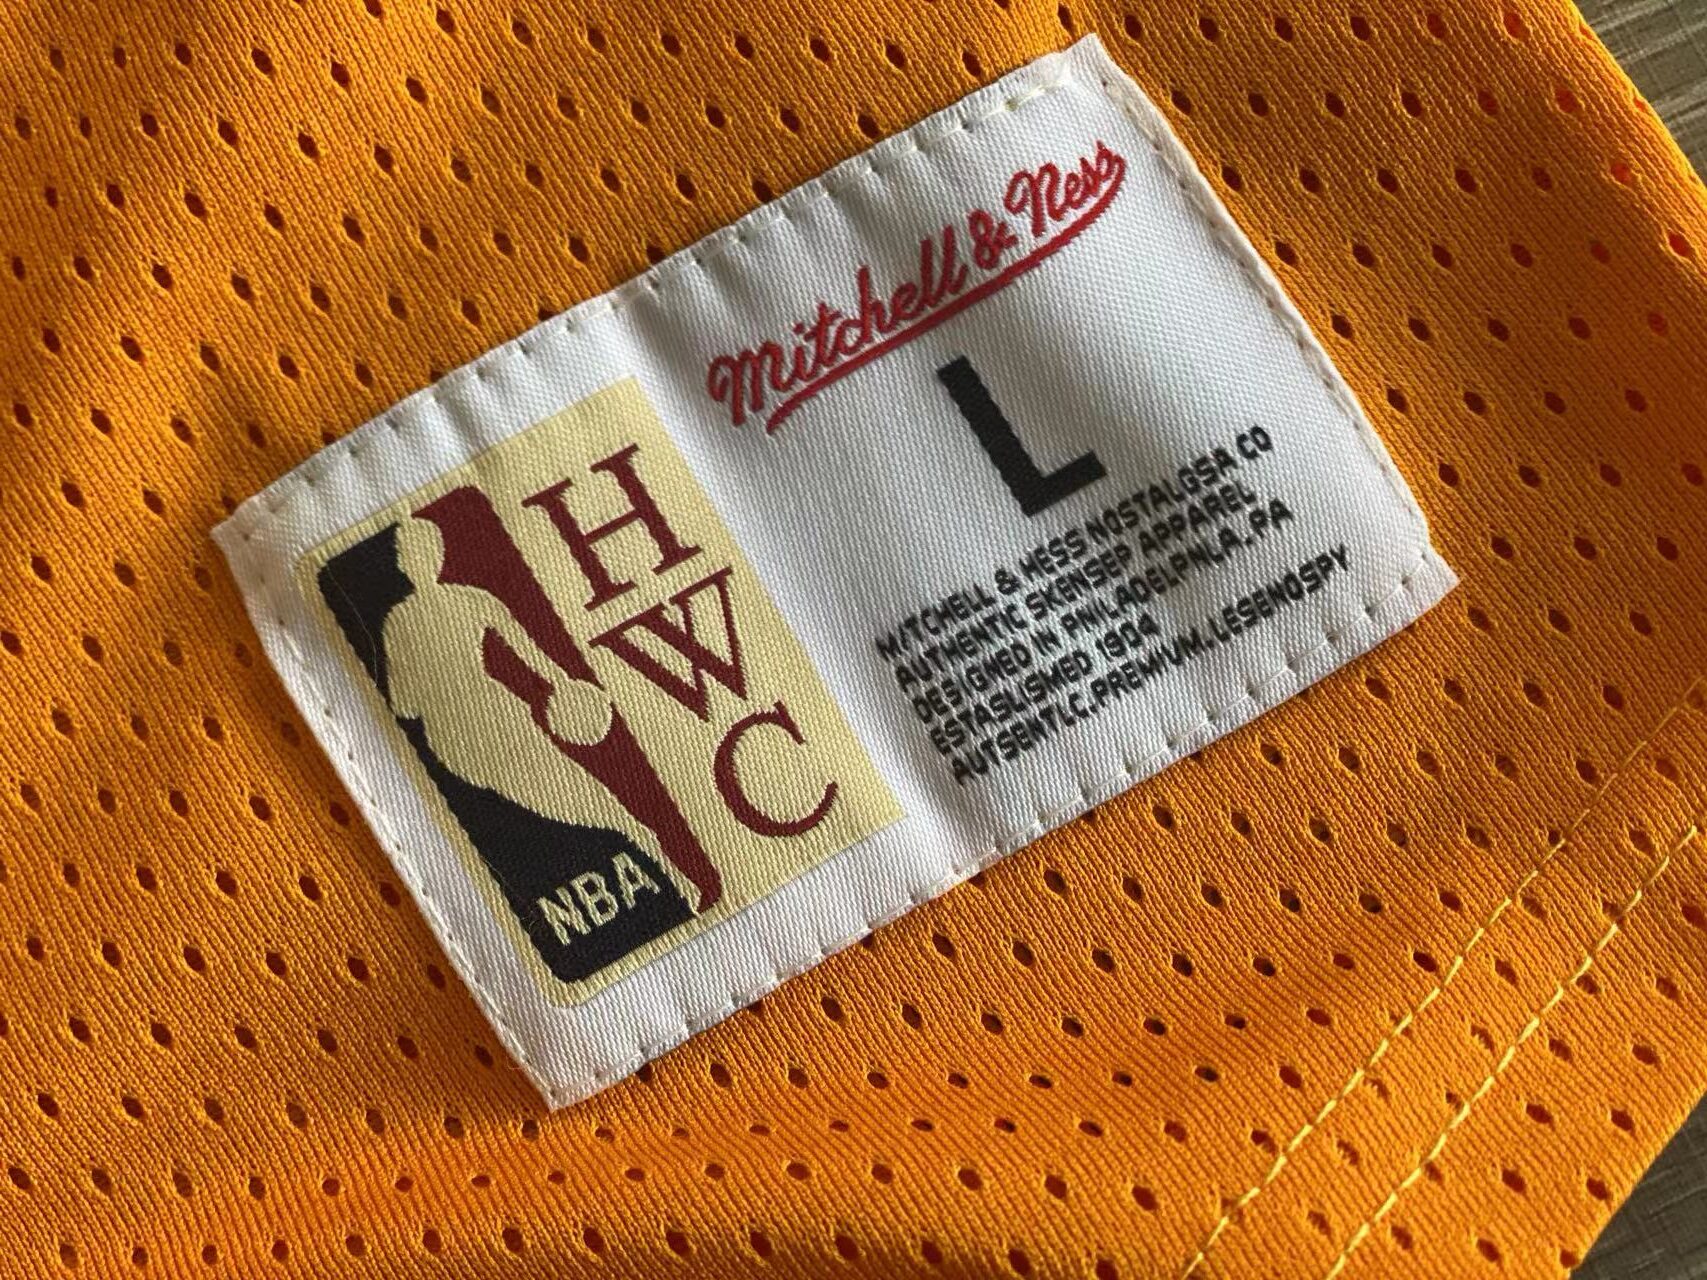 Mitchell & Ness
L
MITCHELL & NESS NOSTALGSA CO
AUTHENTIC SKENSEP APPAREL
DESIGNED IN PNILADELPNLA,, PA
ESTASLISMED 1904
AUTSENTLC,PREMIUM.LESENOSPY
HWC
NBA